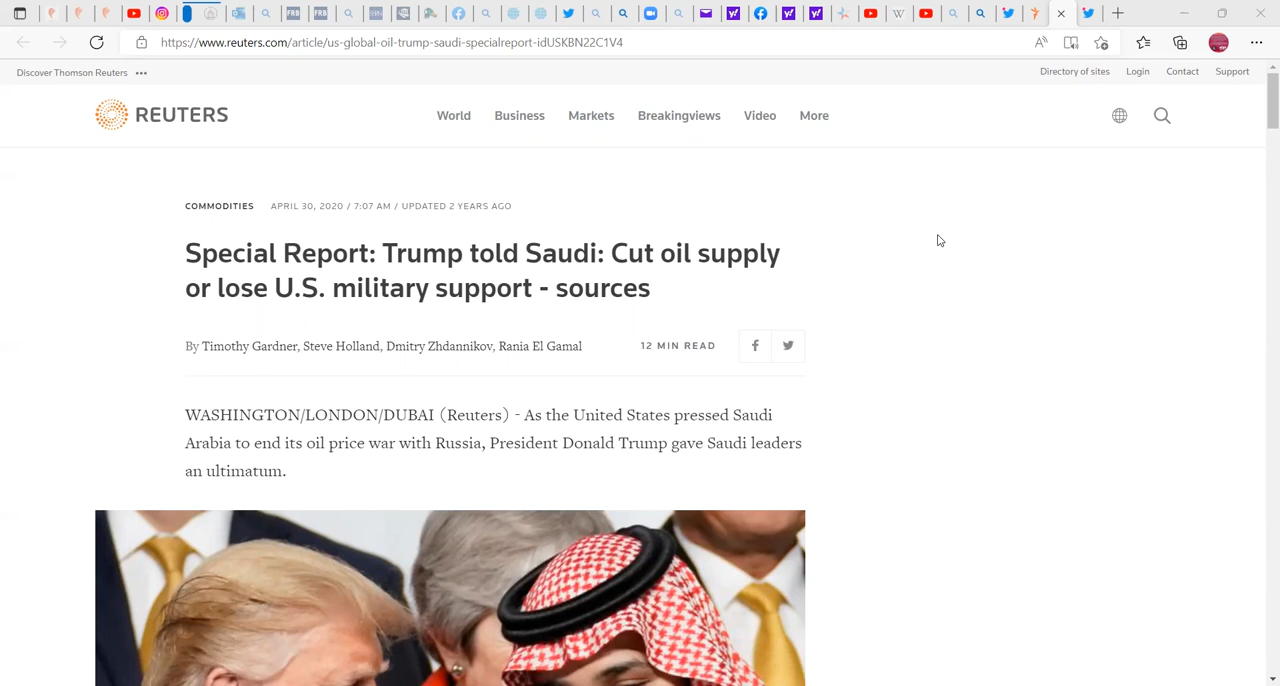 https://www.reuters.com/article/us-global-oil-trump-saudi-specialreport-idUSKBN22C1V4
Discover Thomson Reuters •••
Directory of sites Login Contact Support
REUTERS World Business Markets Breakingviews Video More
COMMODITIES APRIL 30, 2020 / 7:07 AM / UPDATED 2 YEARS AGO
Special Report: Trump told Saudi: Cut oil supply
or lose U.S. military support - sources
By Timothy Gardner, Steve Holland, Dmitry Zhdannikov, Rania El Gamal 12 MIN READ
WASHINGTON/LONDON/DUBAI (Reuters) - As the United States pressed Saudi
Arabia to end its oil price war with Russia, President Donald Trump gave Saudi leaders
an ultimatum.